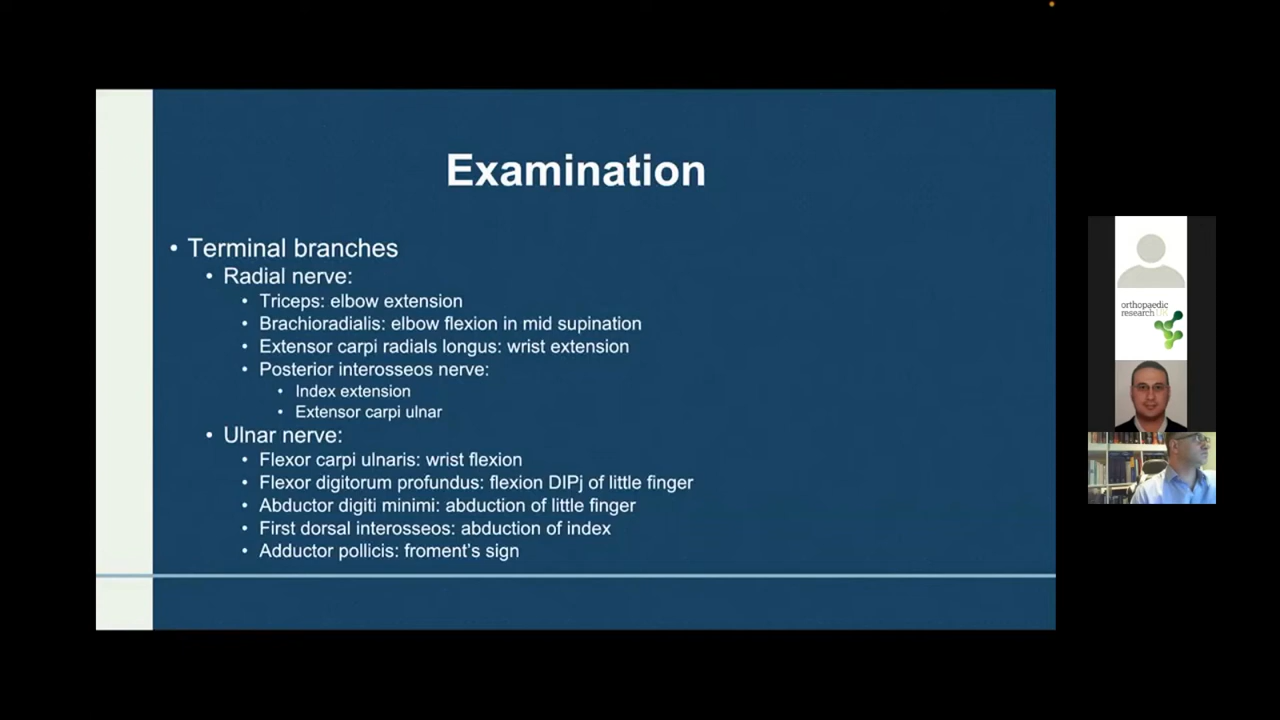 Examination
• Terminal branches
• Radial nerve:
• Triceps: elbow extension
• Brachioradialis: elbow flexion in mid supination
• Extensor carpi radials longus: wrist extension
• Posterior interosseos nerve:
• Index extension
• Extensor carpi ulnar
• Ulnar nerve:
• Flexor carpi ulnaris: wrist flexion
• Flexor digitorum profundus: flexion DIPj of little finger
• Abductor digiti minimi: abduction of little finger
• First dorsal interosseos: abduction of index
• Adductor pollicis: froment's sign
orthopaedic
research UK